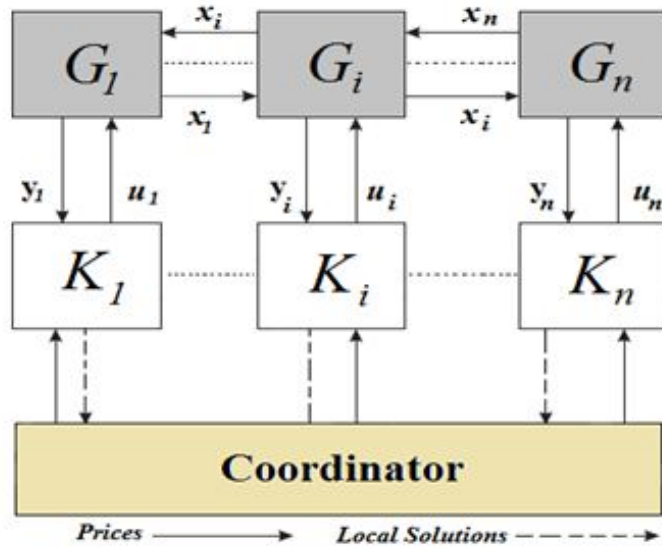 x_i x_n
G_1 G_i G_n
x_1 x_i
y_1 u_1 y_i u_i y_n u_n
K_1 K_i K_n
Coordinator
Prices Local Solutions